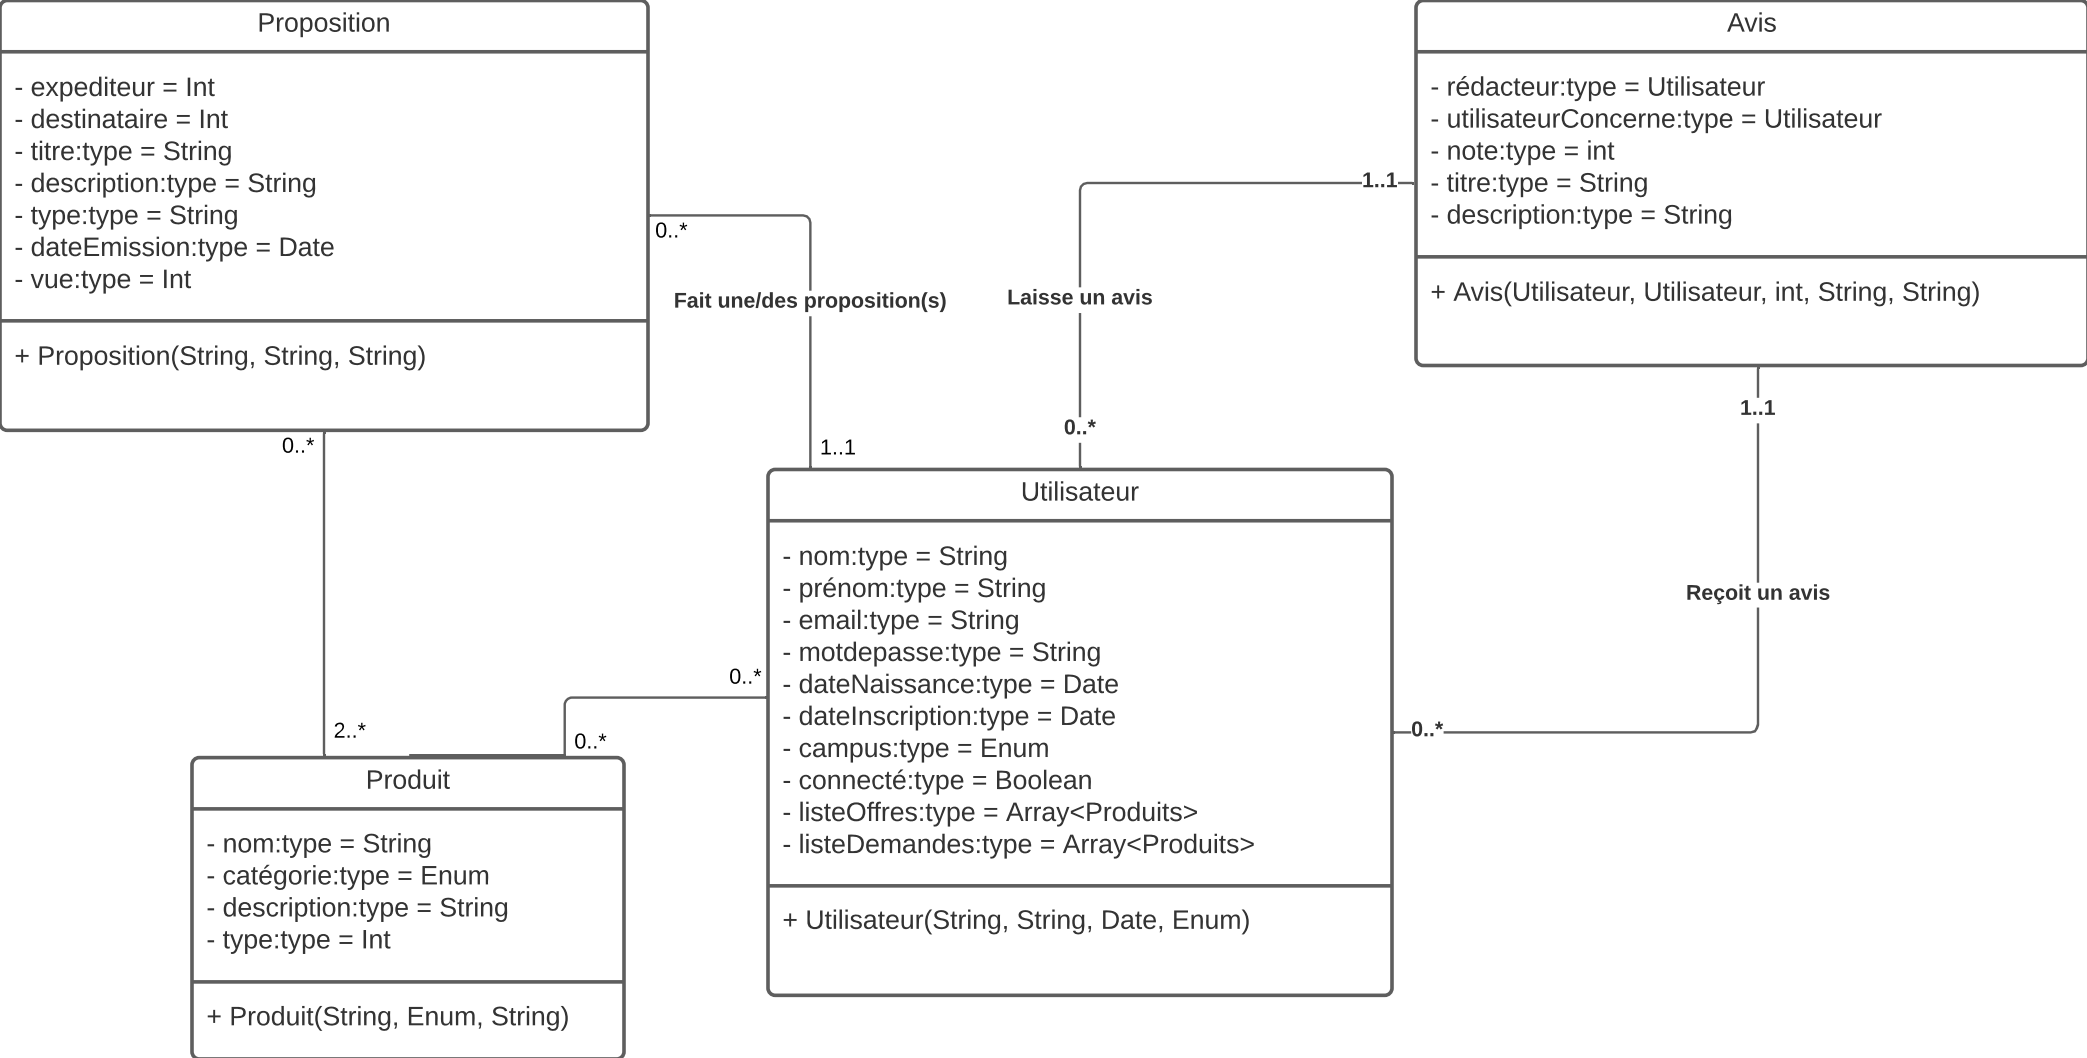 Proposition
- expediteur = Int
- destinataire = Int
- titre:type = String
- description:type = String
- type:type = String
- dateEmission:type = Date
- vue:type = Int
+ Proposition(String, String, String)
Avis
- rédacteur:type = Utilisateur
- utilisateurConcerne:type = Utilisateur
- note:type = int
- titre:type = String
- description:type = String
+ Avis(Utilisateur, Utilisateur, int, String, String)
0..*
Fait une/des proposition(s)
1..1
1..1
Laisse un avis
0..*
1..1
Reçoit un avis
0..*
0..*
2..*
0..*
0..*
Utilisateur
- nom:type = String
- prénom:type = String
- email:type = String
- motdepasse:type = String
- dateNaissance:type = Date
- dateInscription:type = Date
- campus:type = Enum
- connecté:type = Boolean
- listeOffres:type = Array<Produits>
- listeDemandes:type = Array<Produits>
+ Utilisateur(String, String, Date, Enum)
Produit
- nom:type = String
- catégorie:type = Enum
- description:type = String
- type:type = Int
+ Produit(String, Enum, String)